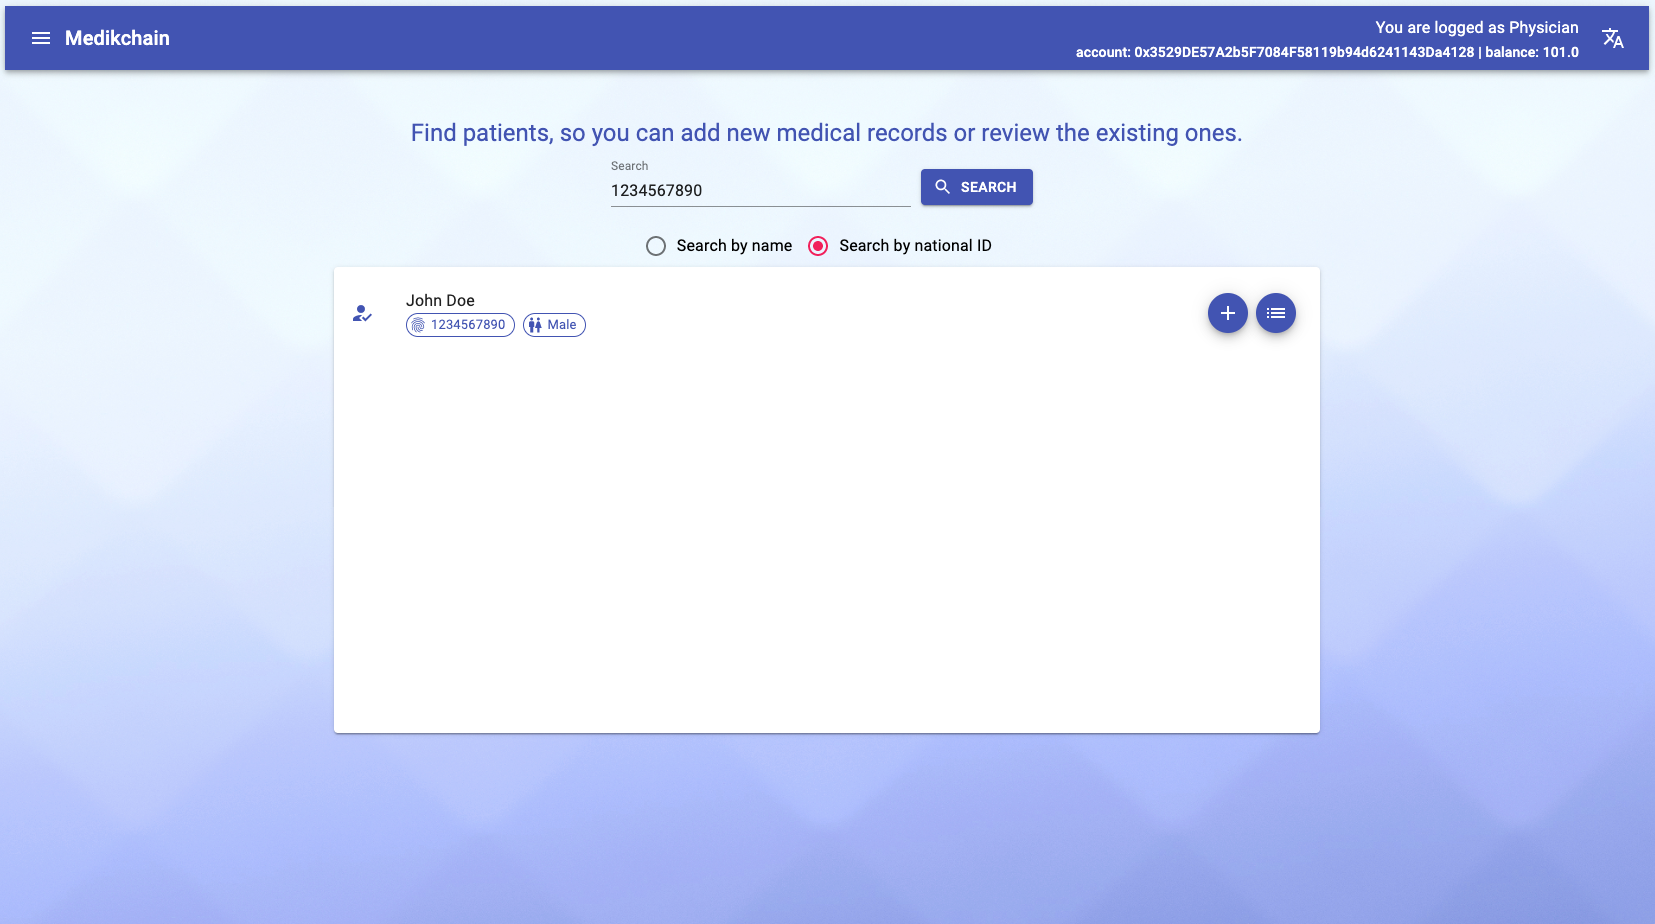 Medikchain
You are logged as Physician
account: 0x3529DE57A2b5F7084F58119b94d6241143Da4128 | balance: 101.0
Find patients, so you can add new medical records or review the existing ones.
Search
1234567890
SEARCH
Search by name
Search by national ID
John Doe
1234567890
Male